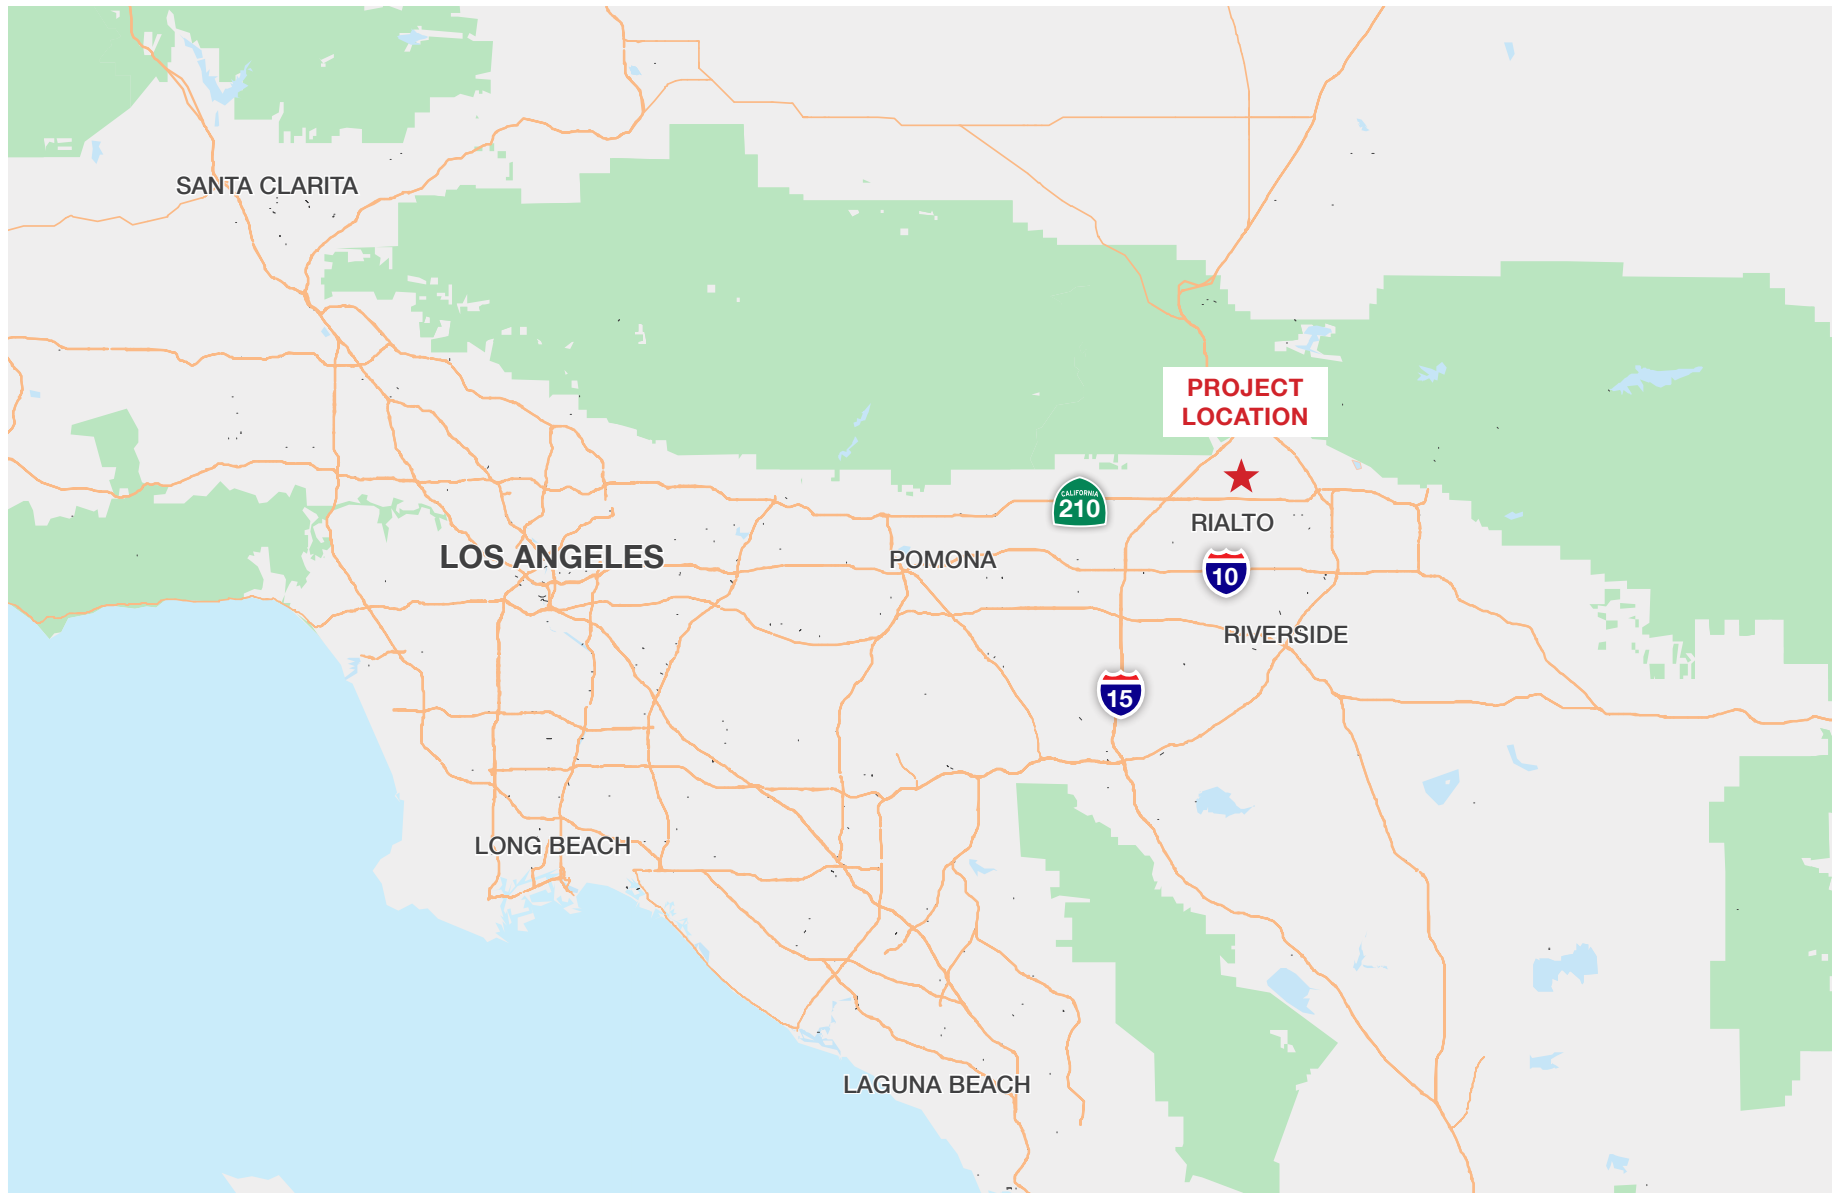 SANTA CLARITA
PROJECT
LOCATION
CALIFORNIA
210
RIALTO
LOS ANGELES
POMONA
10
RIVERSIDE
15
LONG BEACH
LAGUNA BEACH